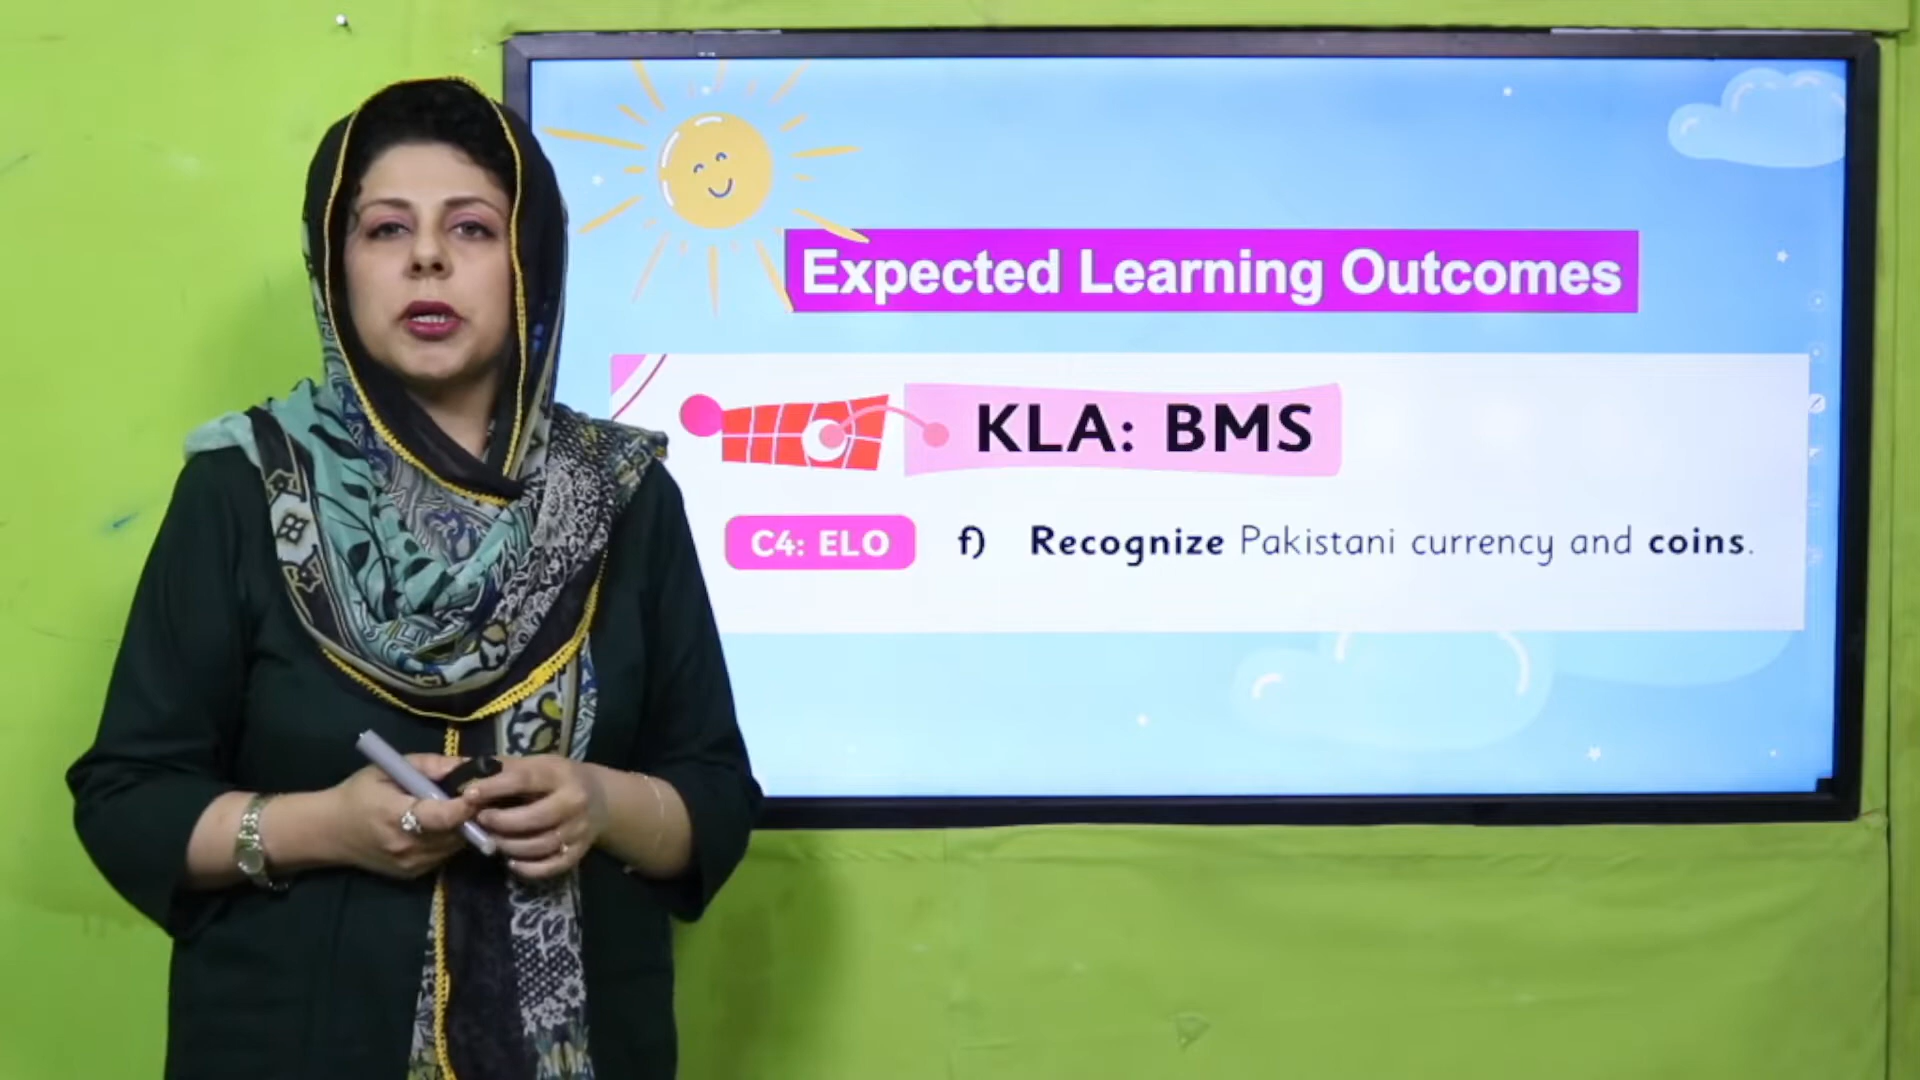 Expected Learning Outcomes
KLA: BMS
C4: ELO f) Recognize Pakistani currency and coins.